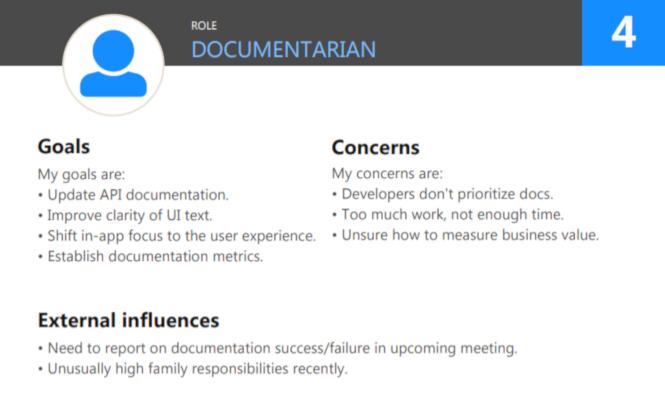 ROLE
DOCUMENTARIAN
4
Goals
My goals are:
• Update API documentation.
• Improve clarity of UI text.
• Shift in-app focus to the user experience.
• Establish documentation metrics.
Concerns
My concerns are:
• Developers don't prioritize docs.
• Too much work, not enough time.
• Unsure how to measure business value.
External influences
• Need to report on documentation success/failure in upcoming meeting.
• Unusually high family responsibilities recently.